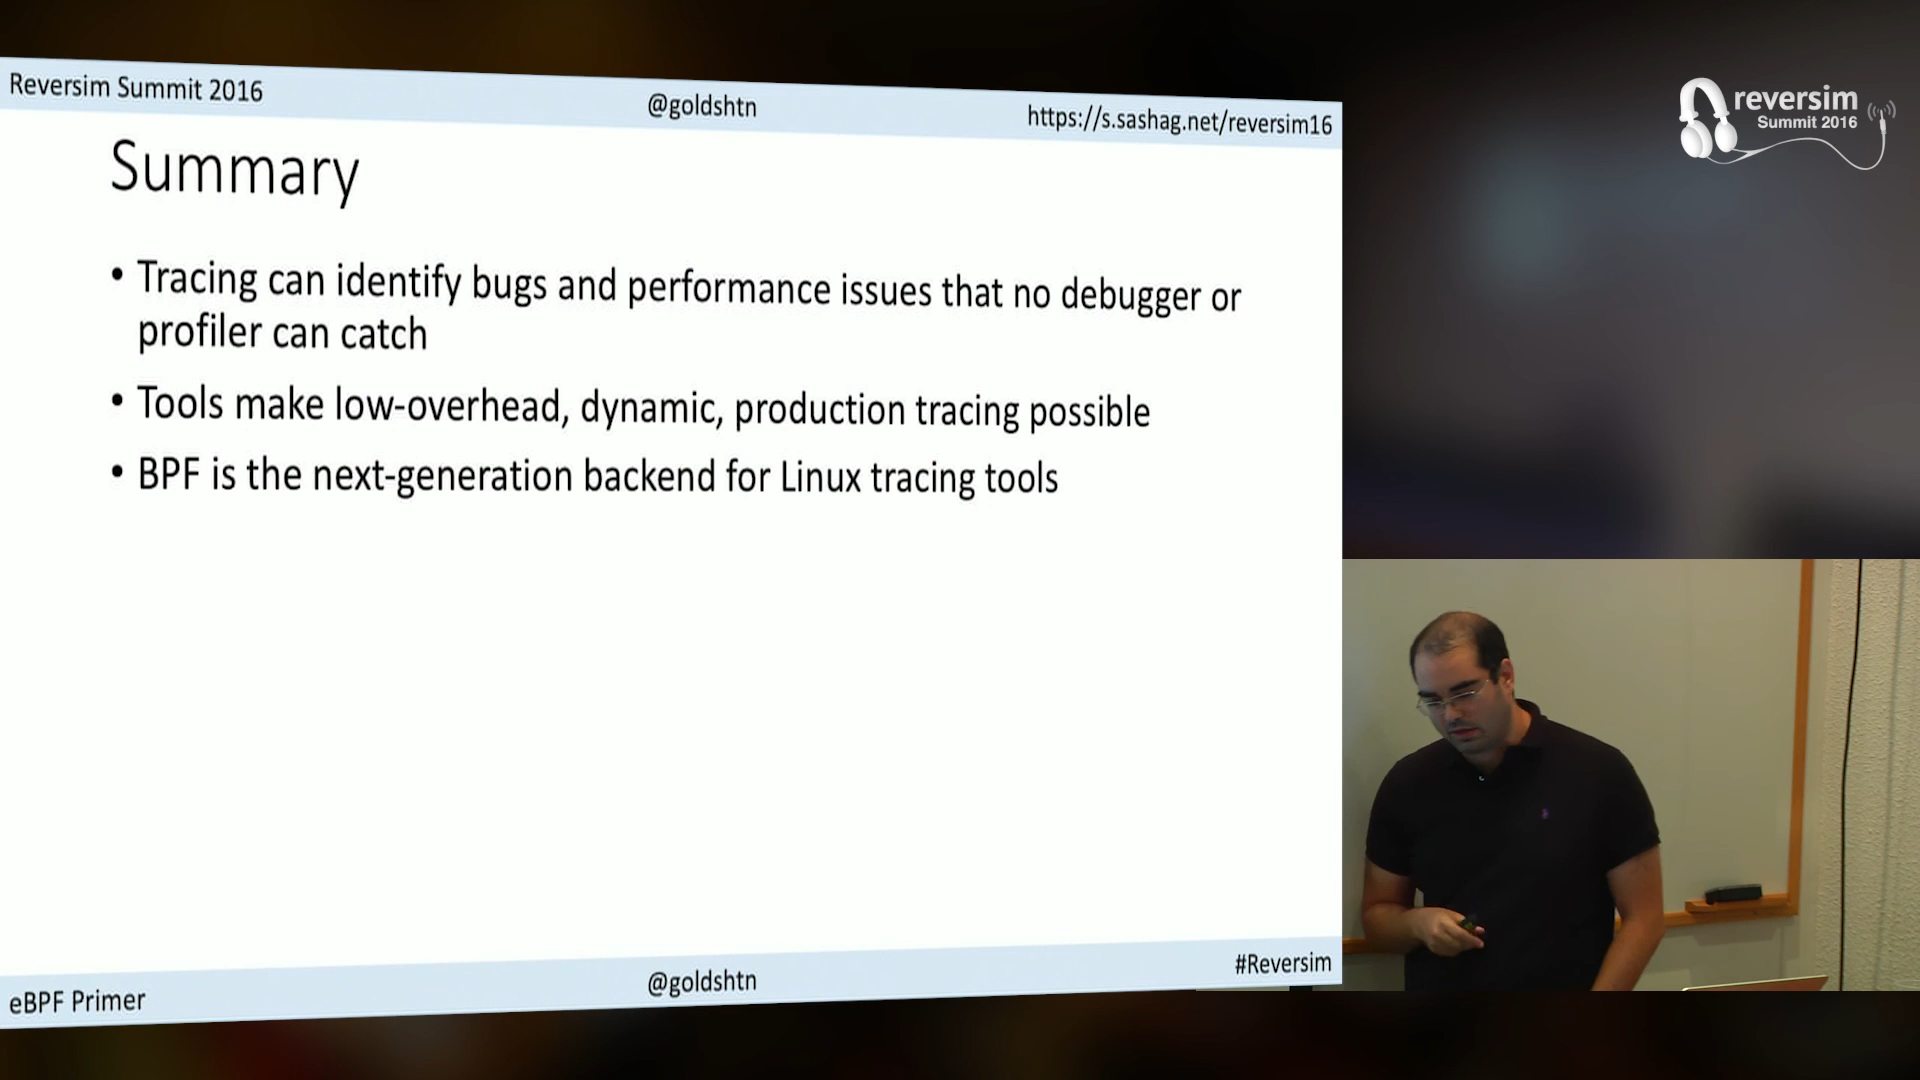 Reversim Summit 2016
@goldshtn
https://s.sashag.net/reversim16
reversim
Summit 2016
Summary
• Tracing can identify bugs and performance issues that no debugger or
profiler can catch
• Tools make low-overhead, dynamic, production tracing possible
• BPF is the next-generation backend for Linux tracing tools
eBPF Primer
@goldshtn
#Reversim